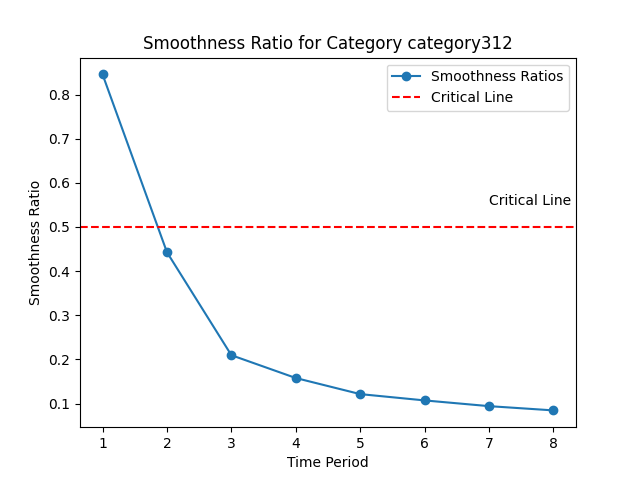 Smoothness Ratio for Category category312
Smoothness Ratios
Critical Line
Critical Line
Smoothness Ratio
0.8
0.7
0.6
0.5
0.4
0.3
0.2
0.1
1 2 3 4 5 6 7 8
Time Period